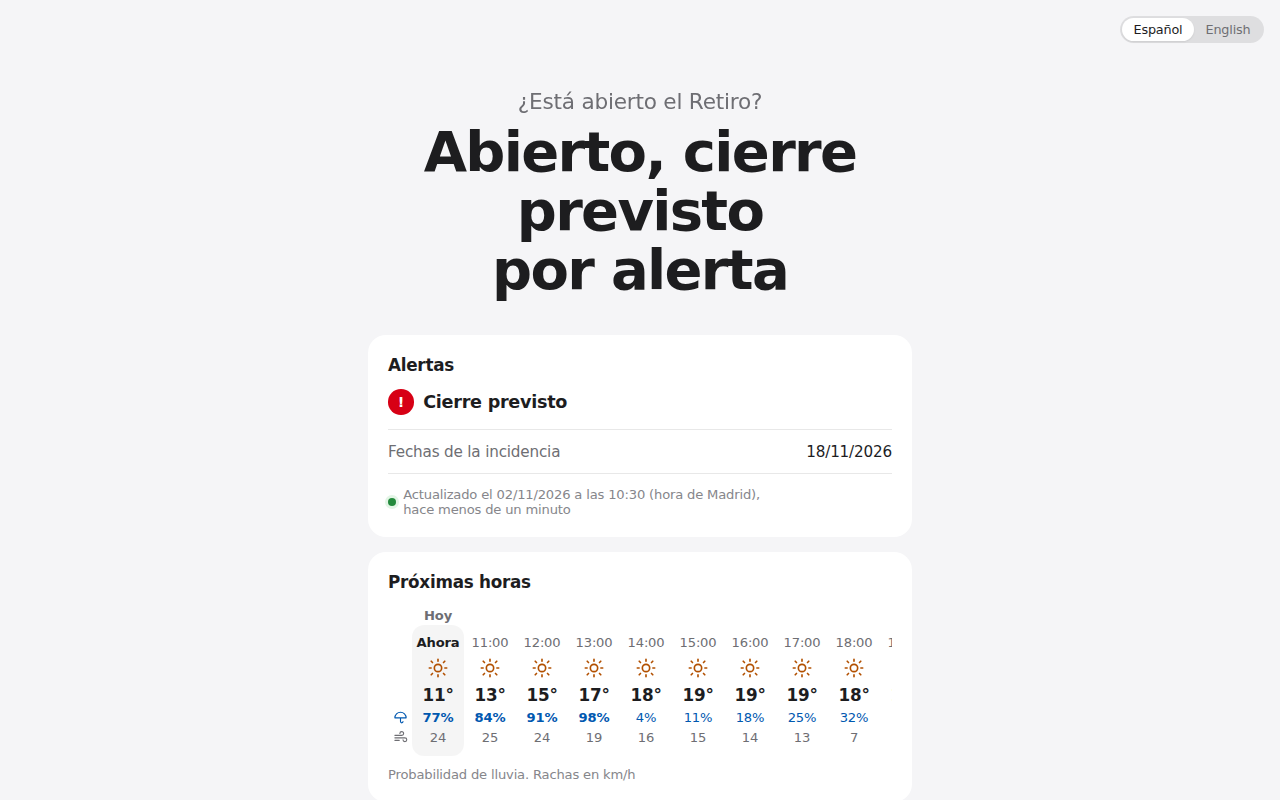 Español English
¿Está abierto el Retiro?
Abierto, cierre
previsto
por alerta
Alertas
! Cierre previsto
Fechas de la incidencia 18/11/2026
Actualizado el 02/11/2026 a las 10:30 (hora de Madrid),
hace menos de un minuto
Próximas horas
Hoy
Ahora 11:00 12:00 13:00 14:00 15:00 16:00 17:00 18:00
11° 13° 15° 17° 18° 19° 19° 19° 18°
77% 84% 91% 98% 4% 11% 18% 25% 32%
24 25 24 19 16 15 14 13 7
Probabilidad de lluvia. Rachas en km/h